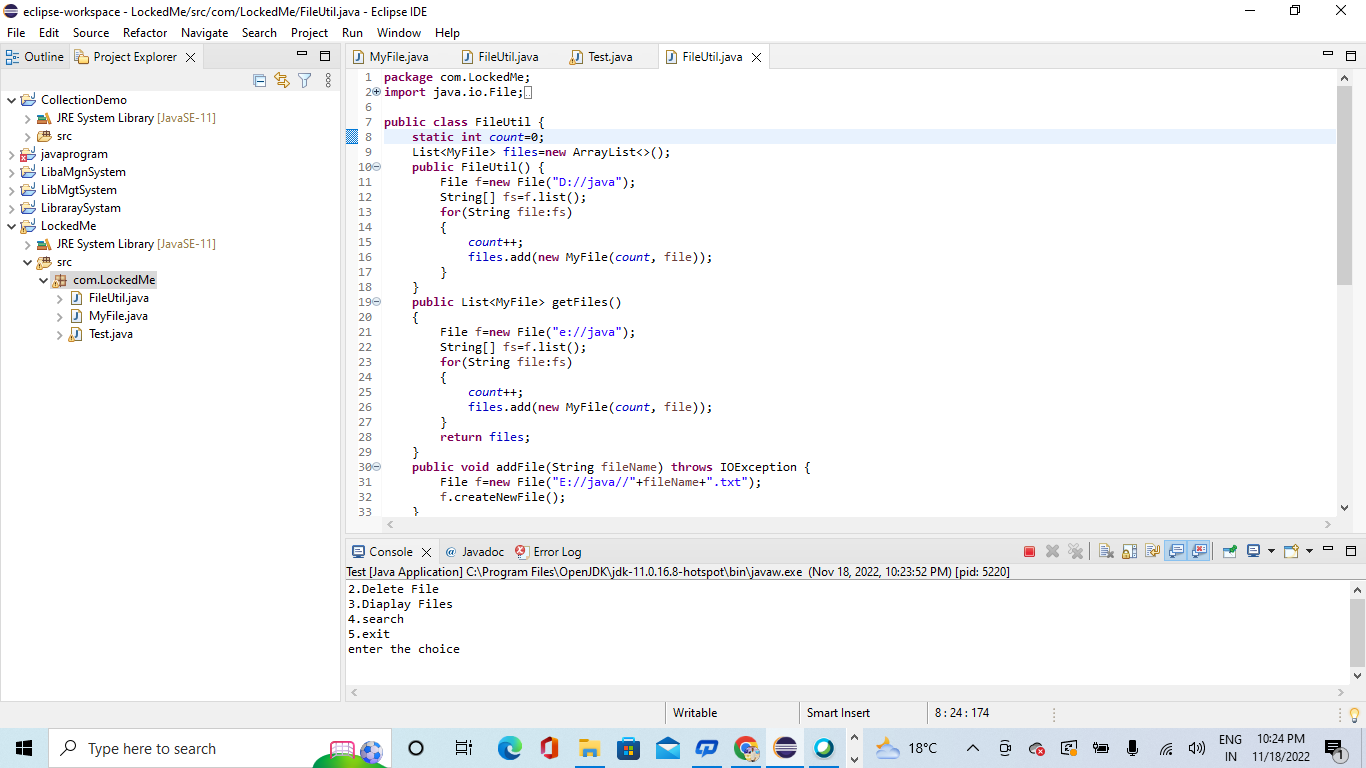 eclipse-workspace - LockedMe/src/com/LockedMe/FileUtil.java - Eclipse IDE
File Edit Source Refactor Navigate Search Project Run Window Help
Outline Project Explorer
CollectionDemo
JRE System Library [JavaSE-11]
src
javaprogram
LibaMgnSystem
LibMgtSystem
LibraraySystam
LockedMe
JRE System Library [JavaSE-11]
src
com.LockedMe
FileUtil.java
MyFile.java
Test.java
MyFile.java FileUtil.java Test.java FileUtil.java
1 package com.LockedMe;
2 import java.io.File;
6
7 public class FileUtil {
8 static int count=0;
9 List<MyFile> files=new ArrayList<>();
10 public FileUtil() {
11 File f=new File("D://java");
12 String[] fs=f.list();
13 for(String file:fs)
14 {
15 count++;
16 files.add(new MyFile(count, file));
17 }
18 }
19 public List<MyFile> getFiles()
20 {
21 File f=new File("e://java");
22 String[] fs=f.list();
23 for(String file:fs)
24 {
25 count++;
26 files.add(new MyFile(count, file));
27 }
28 return files;
29 }
30 public void addFile(String fileName) throws IOException {
31 File f=new File("E://java//"+fileName+".txt");
32 f.createNewFile();
33 }
Console Javadoc Error Log
Test [Java Application] C:\Program Files\OpenJDK\jdk-11.0.16.8-hotspot\bin\javaw.exe (Nov 18, 2022, 10:23:52 PM) [pid: 5220]
2.Delete File
3.Diaplay Files
4.search
5.exit
enter the choice
Writable Smart Insert 8 : 24 : 174
Type here to search
18°C
ENG
IN
10:24 PM
11/18/2022
1